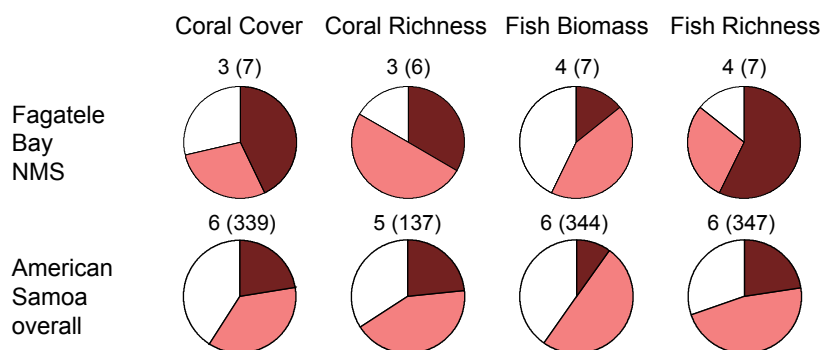 Coral Cover Coral Richness Fish Biomass Fish Richness
3 (7) 3 (6) 4 (7) 4 (7)
Fagatele
Bay
NMS
6 (339) 5 (137) 6 (344) 6 (347)
American
Samoa
overall